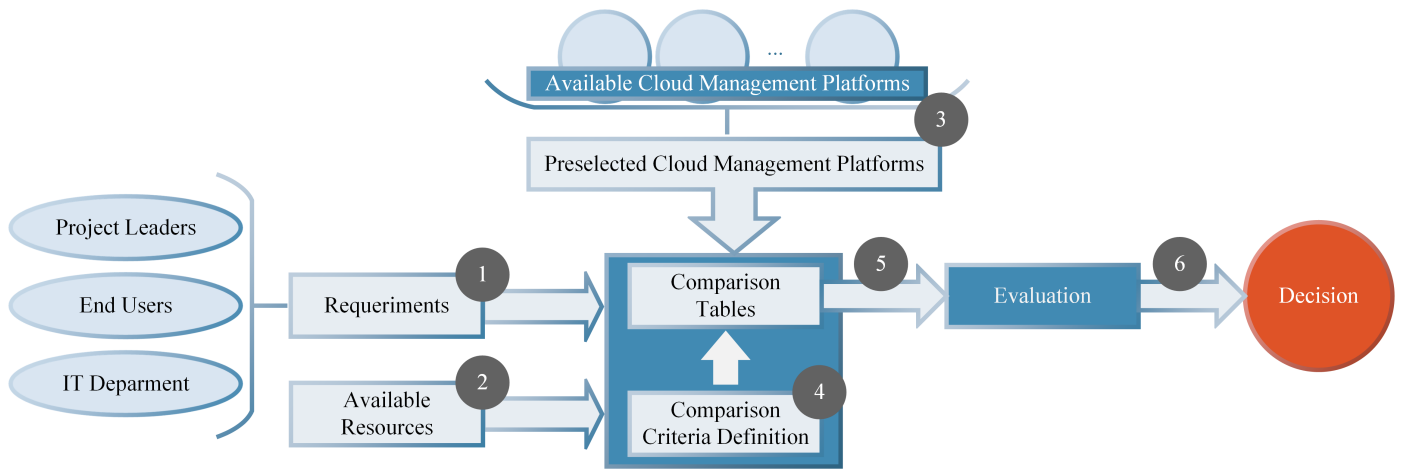 ...
Available Cloud Management Platforms
3
Preselected Cloud Management Platforms
Project Leaders
End Users
IT Deparment
1
Requeriments
2
Available
Resources
Comparison
Tables
4
Comparison
Criteria Definition
5
Evaluation
6
Decision